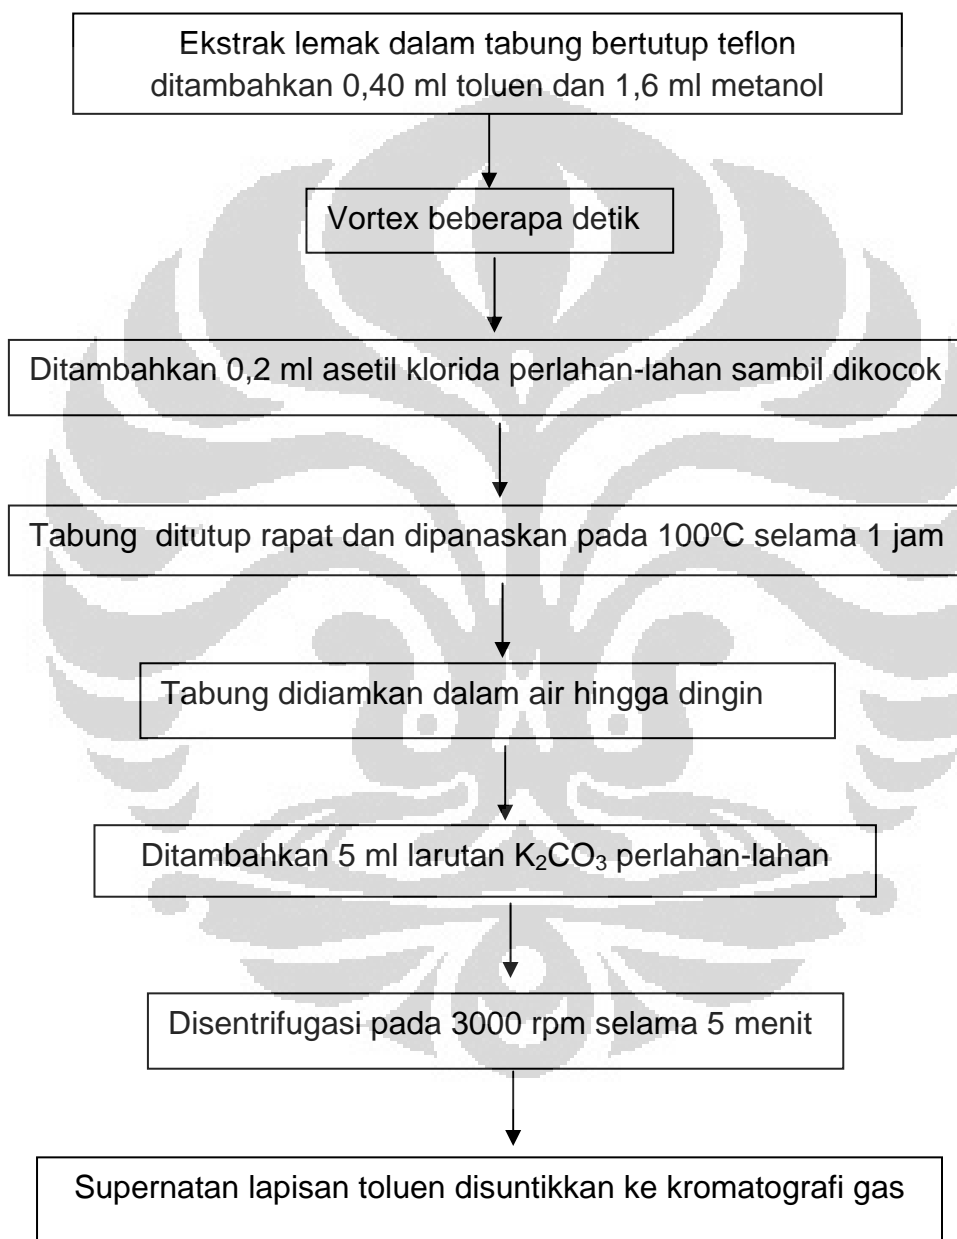 Ekstrak lemak dalam tabung bertutup teflon
ditambahkan 0,40 ml toluen dan 1,6 ml metanol
Vortex beberapa detik
Ditambahkan 0,2 ml asetil klorida perlahan-lahan sambil dikocok
Tabung ditutup rapat dan dipanaskan pada 100ºC selama 1 jam
Tabung didiamkan dalam air hingga dingin
Ditambahkan 5 ml larutan K₂CO₃ perlahan-lahan
Disentrifugasi pada 3000 rpm selama 5 menit
Supernatan lapisan toluen disuntikkan ke kromatografi gas